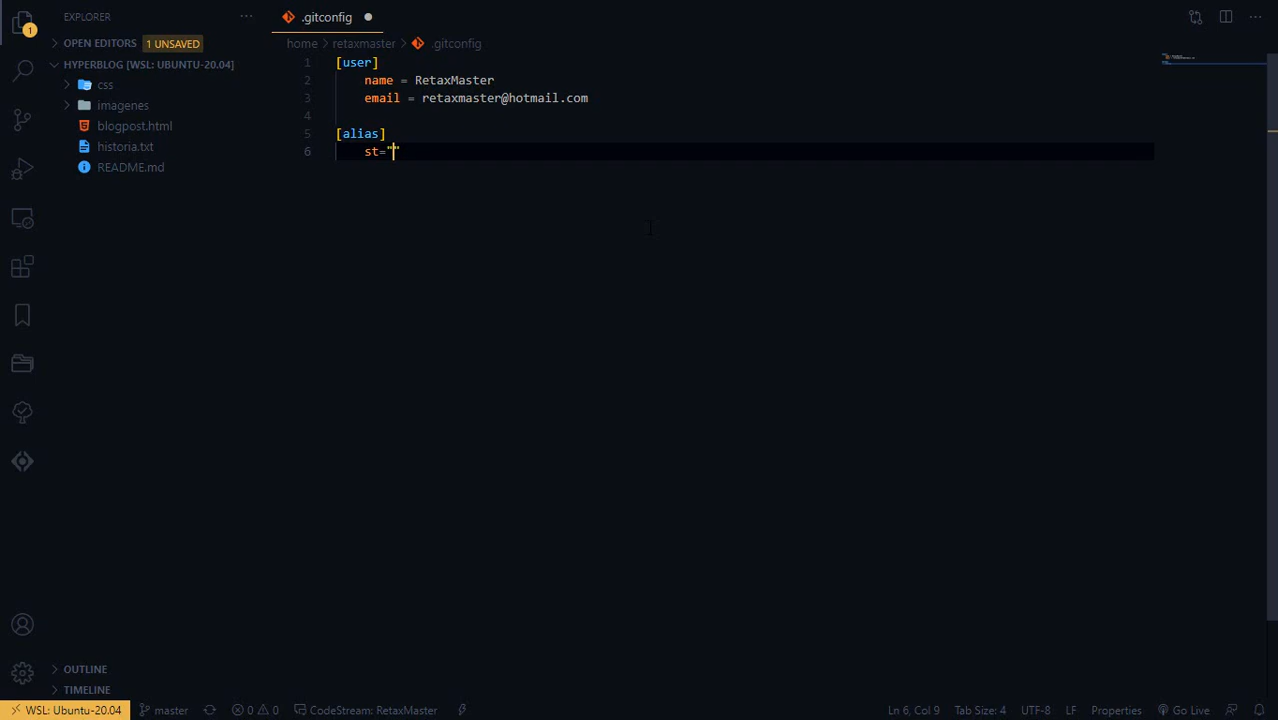 EXPLORER
.gitconfig
1
OPEN EDITORS 1 UNSAVED
home > retaxmaster > .gitconfig
HYPERBLOG [WSL: UBUNTU-20.04]
css
imagenes
blogpost.html
historia.txt
README.md
1 [user]
2 name = RetaxMaster
3 email = retaxmaster@hotmail.com
4
5 [alias]
6 st=""
OUTLINE
TIMELINE
WSL: Ubuntu-20.04 master 0 0 CodeStream: RetaxMaster Ln 6, Col 9 Tab Size: 4 UTF-8 LF Properties Go Live